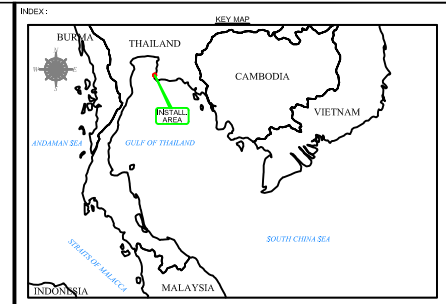 INDEX :
KEY MAP
BURMA
THAILAND
N
W
E
S
CAMBODIA
VIETNAM
INSTALL.
AREA
ANDAMAN SEA
GULF OF THAILAND
SOUTH CHINA SEA
STRAITS OF MALACCA
INDONESIA
MALAYSIA